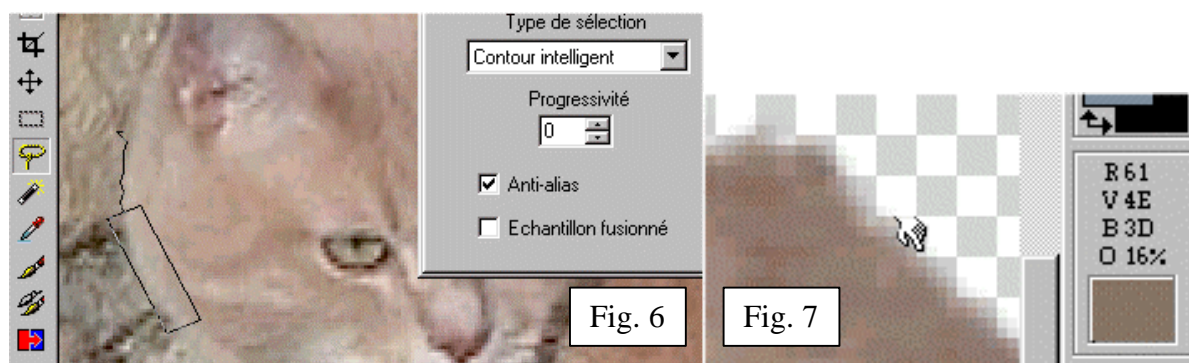 Type de sélection
Contour intelligent
Progressivité
0
Anti-alias
Echantillon fusionné
Fig. 6
Fig. 7
R 61
V 4E
B 3D
O 16%